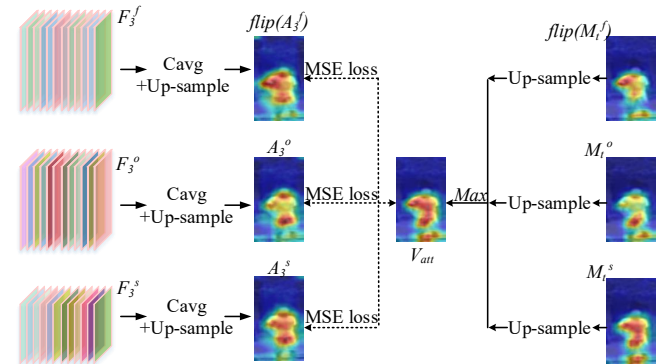 F₃ᶠ
flip(A₃ᶠ)
flip(Mₜᶠ)
Cavg
+Up-sample
MSE loss
Up-sample
F₃ᵒ
A₃ᵒ
Mₜᵒ
Cavg
+Up-sample
MSE loss
Max
Up-sample
Vₐₜₜ
F₃ˢ
A₃ˢ
Mₜˢ
Cavg
+Up-sample
MSE loss
Up-sample